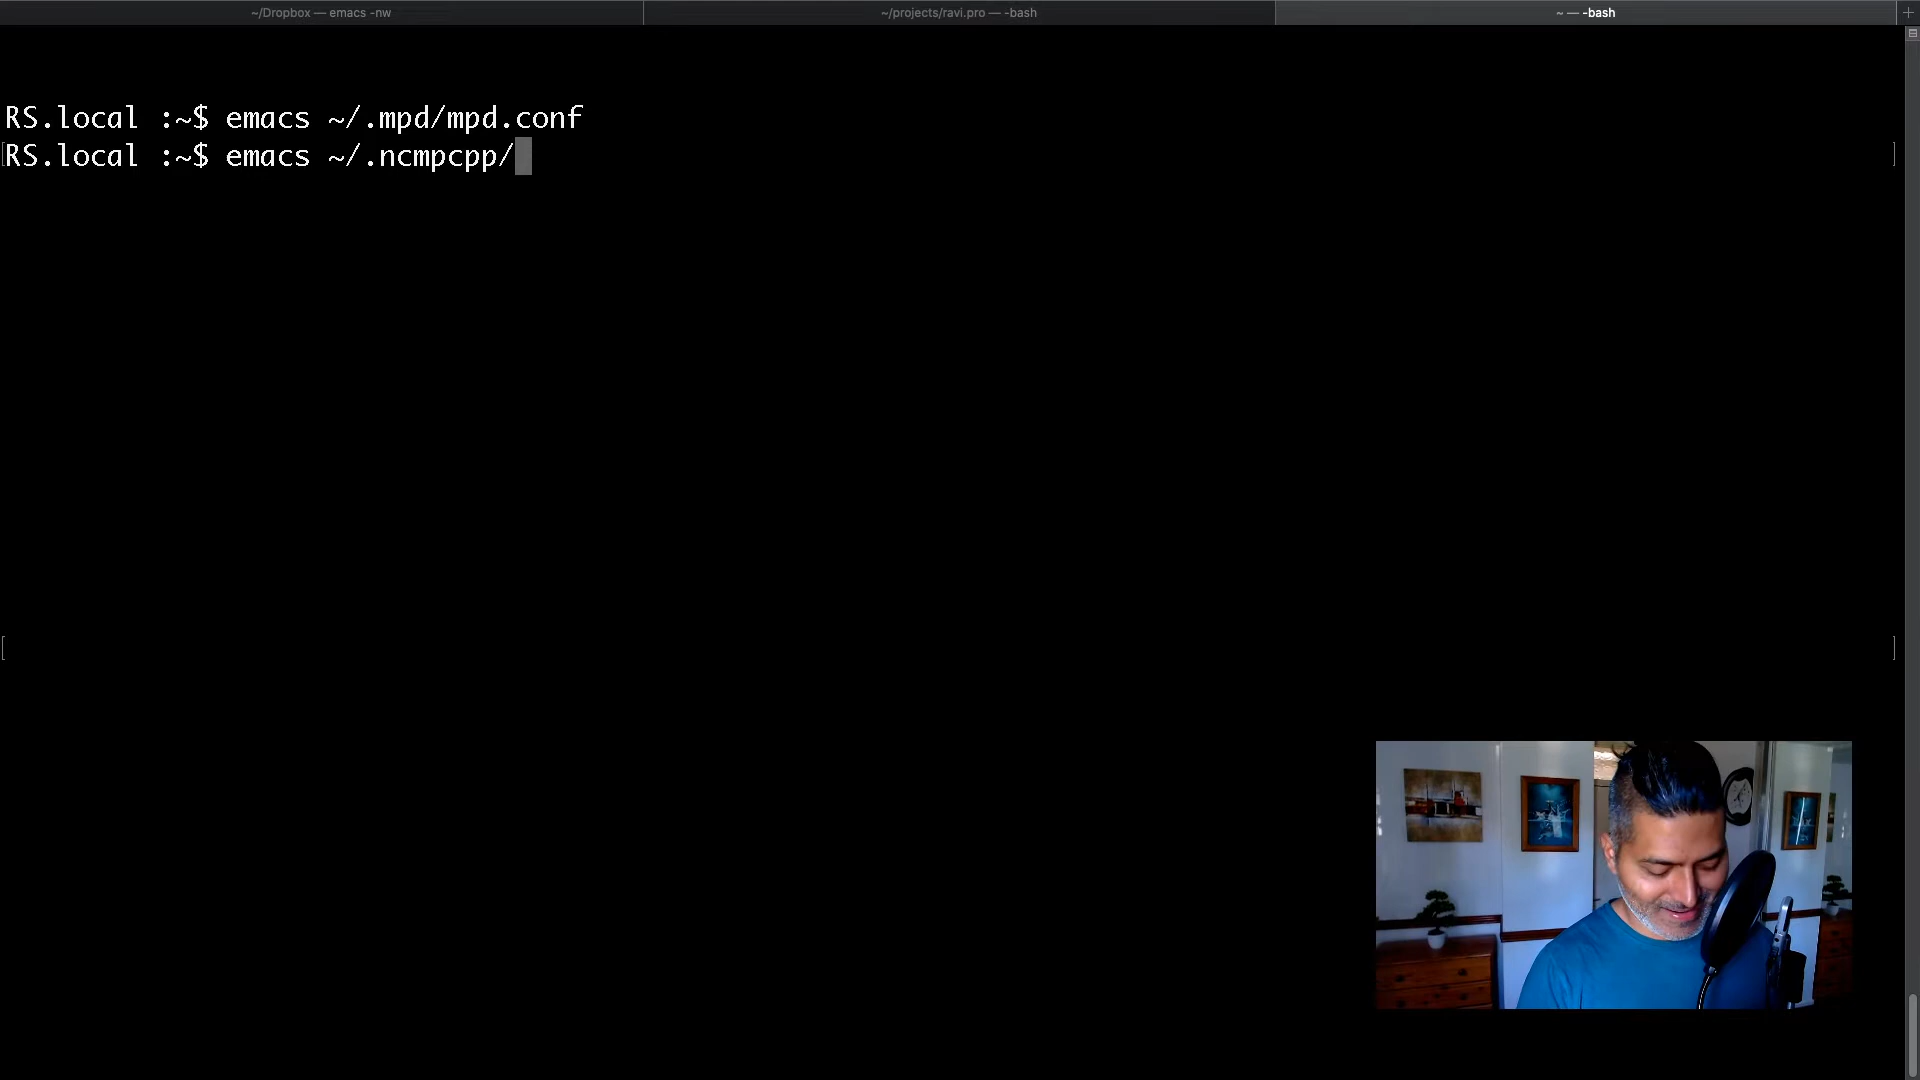 ~/Dropbox — emacs -nw
~/projects/ravi.pro — -bash
~ — -bash
RS.local :~$ emacs ~/.mpd/mpd.conf
RS.local :~$ emacs ~/.ncmpcpp/